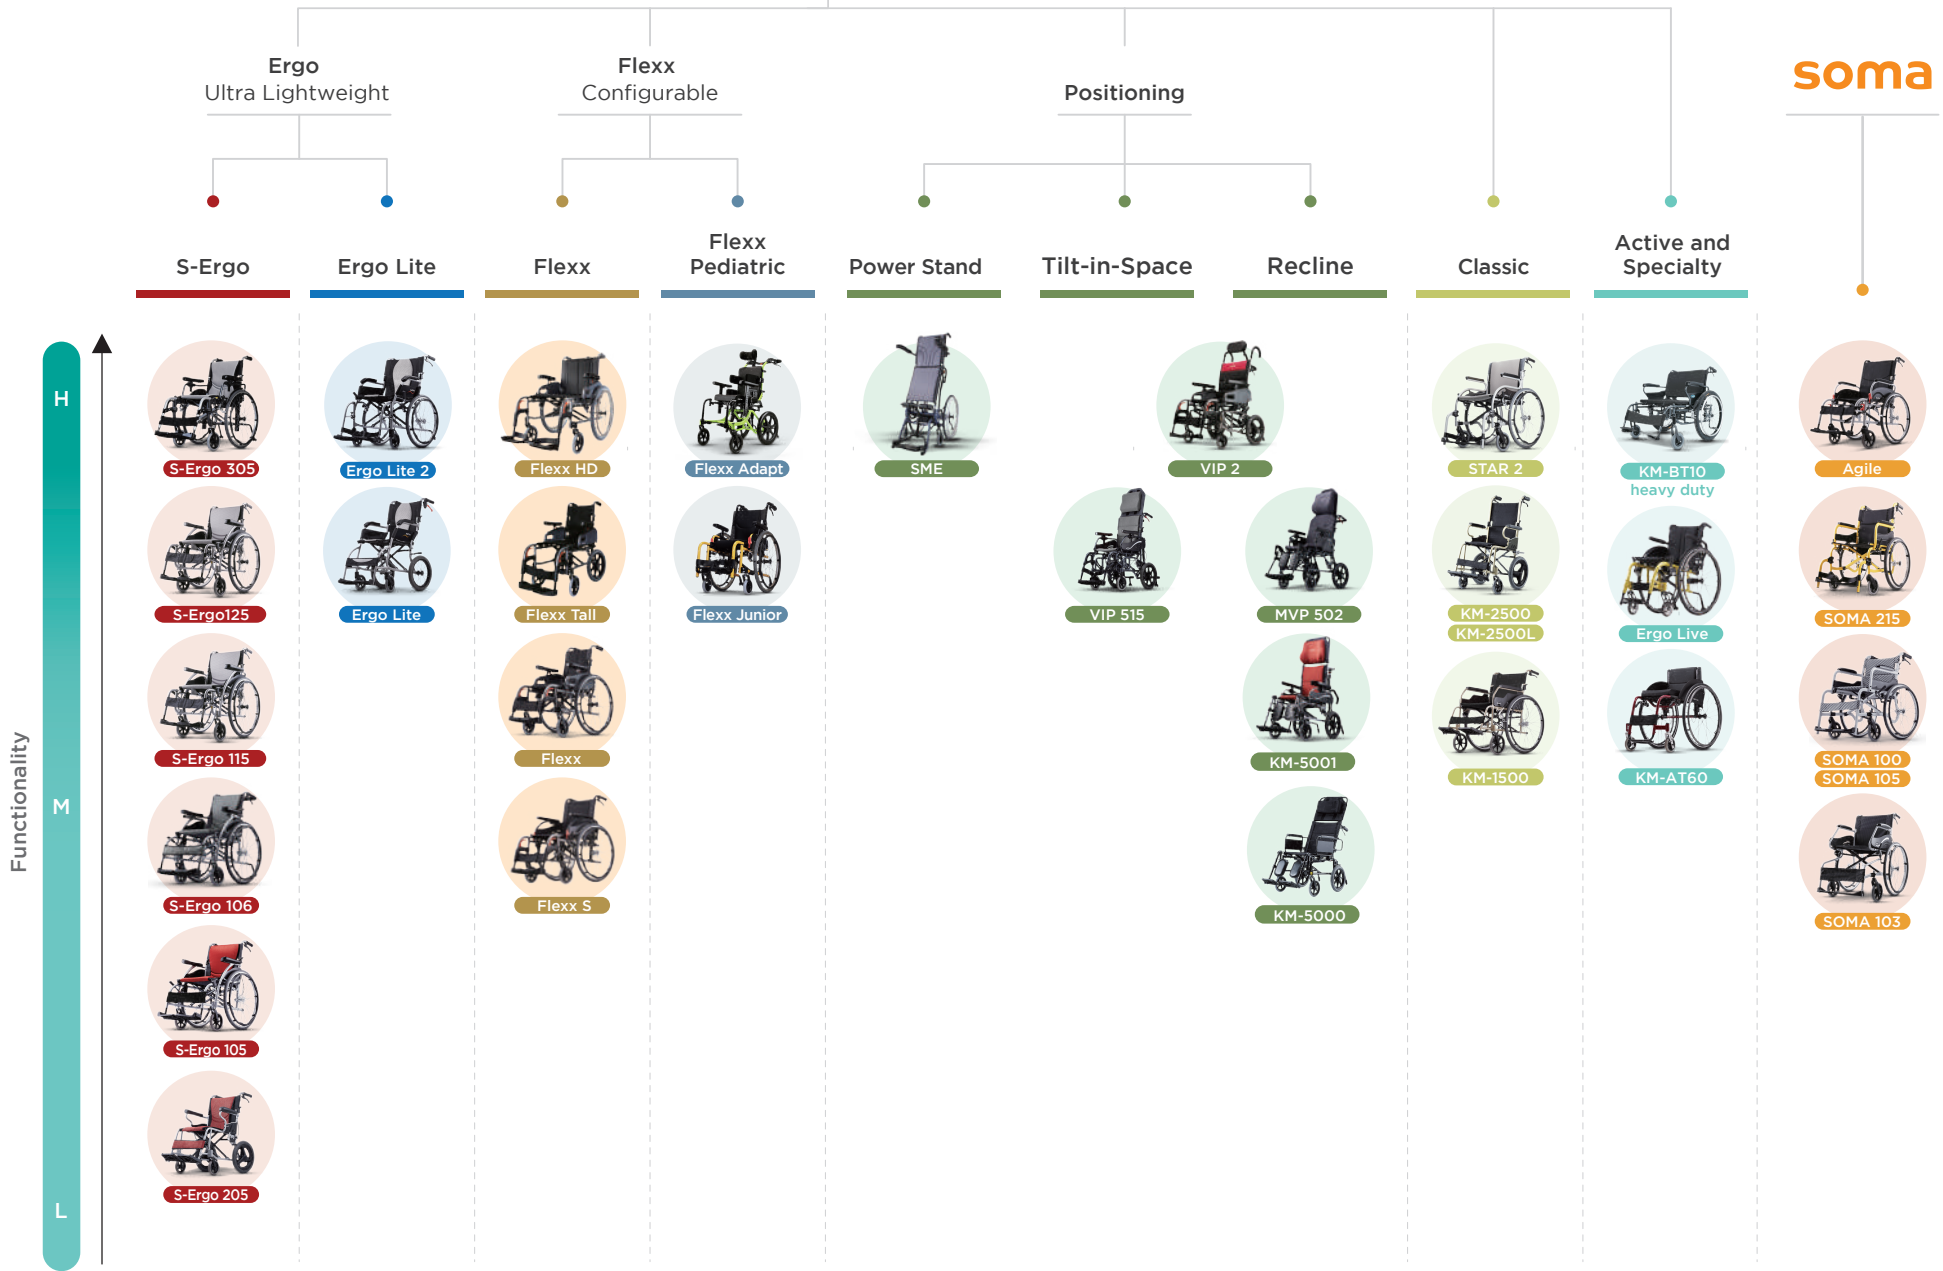 Ergo
Ultra Lightweight
Flexx
Configurable
Positioning
soma
S-Ergo
Ergo Lite
Flexx
Flexx
Pediatric
Power Stand
Tilt-in-Space
Recline
Classic
Active and
Specialty
Functionality
H
M
L
S-Ergo 305
S-Ergo125
S-Ergo 115
S-Ergo 106
S-Ergo 105
S-Ergo 205
Ergo Lite 2
Ergo Lite
Flexx HD
Flexx Tall
Flexx
Flexx S
Flexx Adapt
Flexx Junior
SME
VIP 2
VIP 515
MVP 502
KM-5001
KM-5000
STAR 2
KM-2500
KM-2500L
KM-1500
KM-BT10
heavy duty
Ergo Live
KM-AT60
Agile
SOMA 215
SOMA 100
SOMA 105
SOMA 103